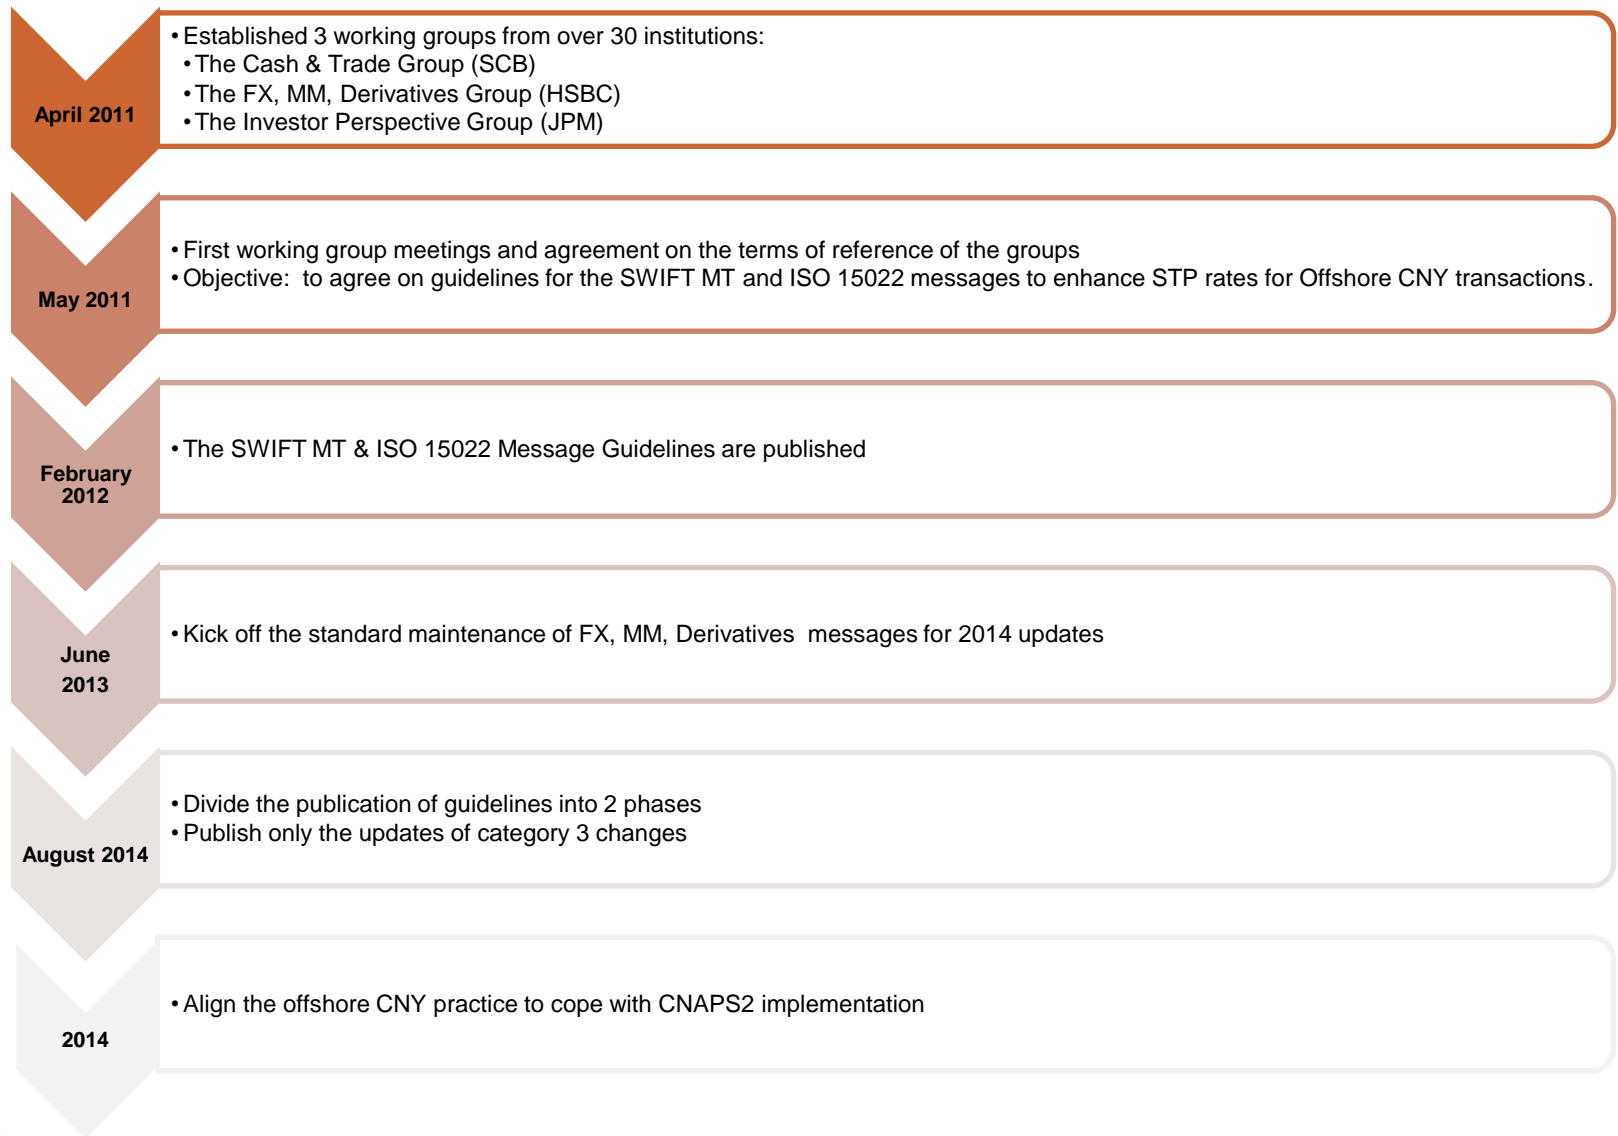 April 2011
• Established 3 working groups from over 30 institutions:
• The Cash & Trade Group (SCB)
• The FX, MM, Derivatives Group (HSBC)
• The Investor Perspective Group (JPM)
May 2011
• First working group meetings and agreement on the terms of reference of the groups
• Objective:  to agree on guidelines for the SWIFT MT and ISO 15022 messages to enhance STP rates for Offshore CNY transactions.
February
2012
• The SWIFT MT & ISO 15022 Message Guidelines are published
June
2013
• Kick off the standard maintenance of FX, MM, Derivatives  messages for 2014 updates
August 2014
• Divide the publication of guidelines into 2 phases
• Publish only the updates of category 3 changes
2014
• Align the offshore CNY practice to cope with CNAPS2 implementation